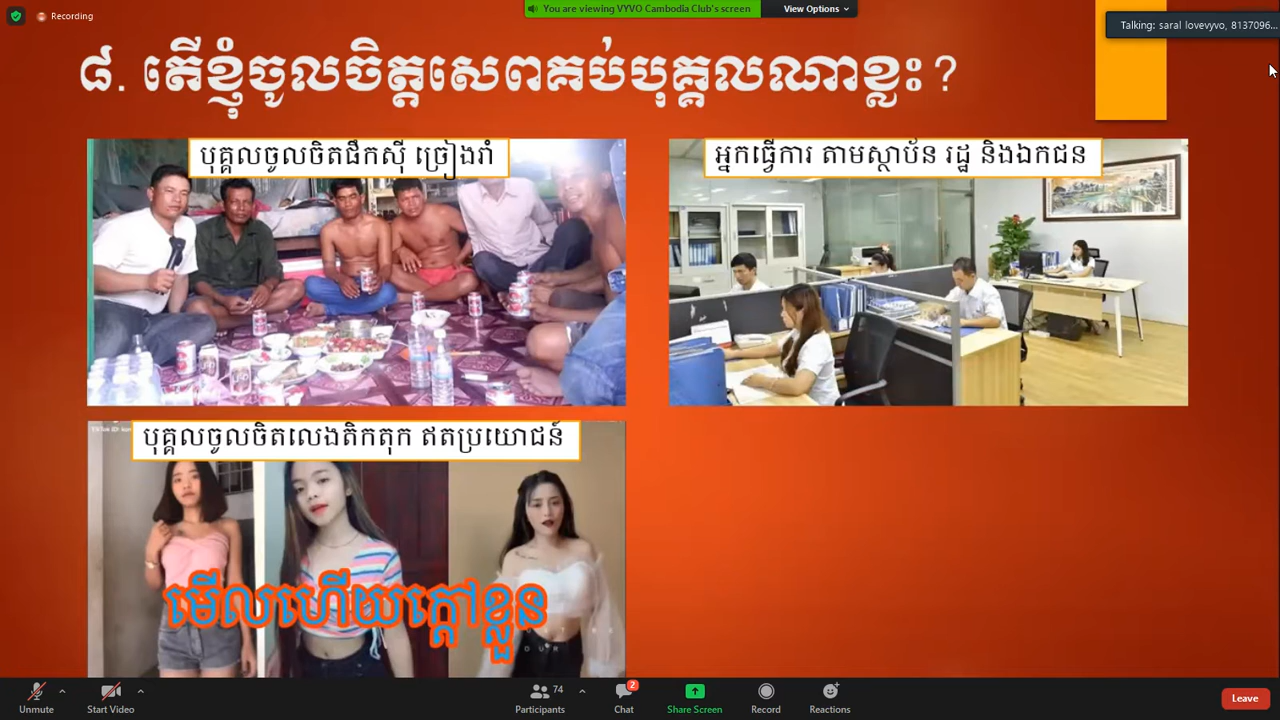 Recording
You are viewing VYVO Cambodia Club's screen
View Options
Talking: saral lovevyvo, 8137096...
៨. តើខ្ញុំចូលចិត្តសេពគប់បុគ្គលណាខ្លះ?
បុគ្គលចូលចិតផឹកស៊ី ច្រៀងរាំ
អ្នកធ្វើការ តាមស្ថាប័ន រដ្ឋ និងឯកជន
បុគ្គលចូលចិតលេងតិកតុក ឥតប្រយោជន៍
មើលហើយក្ដៅខ្លួន
Unmute
Start Video
74
Participants
2
Chat
Share Screen
Record
Reactions
Leave